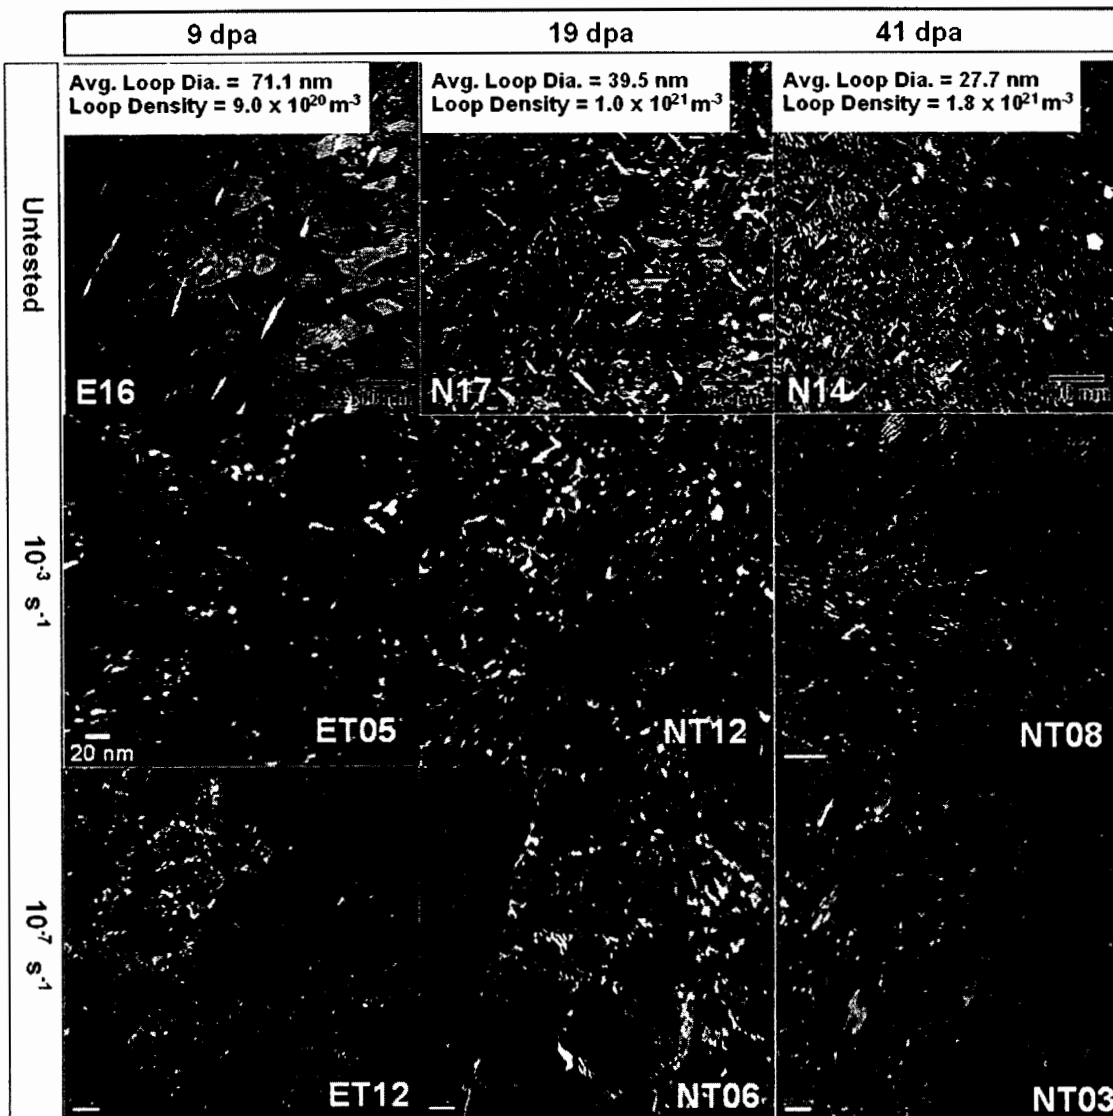 9 dpa
19 dpa
41 dpa
Avg. Loop Dia. = 71.1 nm
Loop Density = 9.0 x 10²⁰ m⁻³
Avg. Loop Dia. = 39.5 nm
Loop Density = 1.0 x 10²¹ m⁻³
Avg. Loop Dia. = 27.7 nm
Loop Density = 1.8 x 10²¹ m⁻³
Untested
E16
N17
N14
10⁻³ s⁻¹
ET05
20 nm
NT12
NT08
10⁻⁷ s⁻¹
ET12
NT06
NT03